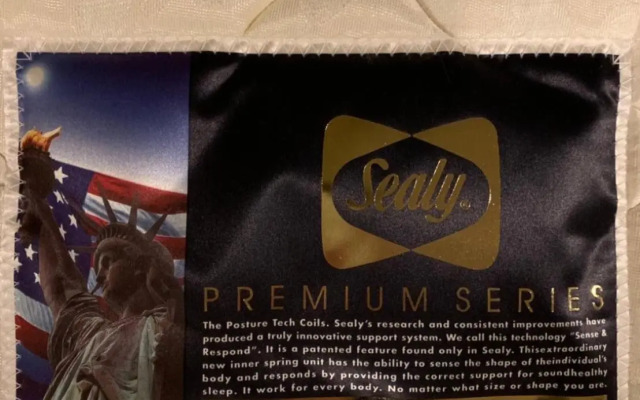 Sealy
PREMIUM SERIES
The Posture Tech Coils. Sealy's research and consistent improvements have
produced a truly innovative support system. We call this technology "Sense &
Respond". It is a patented feature found only in Sealy. Thisextraordinary
new inner spring unit has the ability to sense the shape of theindividual's
body and responds by providing the correct support for soundhealthy
sleep. It work for every body. No matter what size or shape you are.